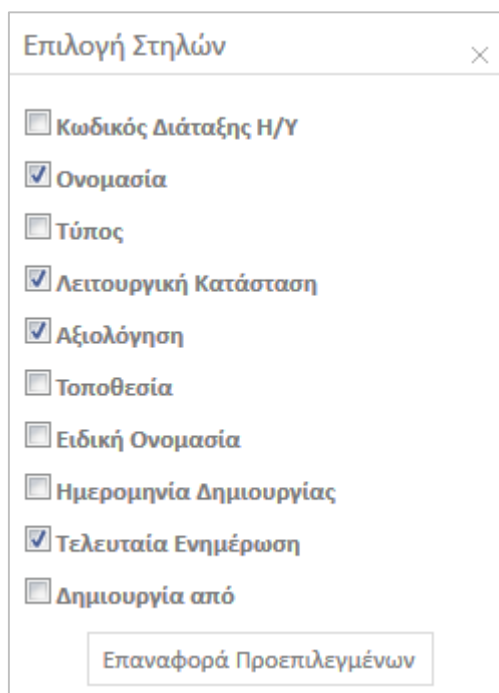 Επιλογή Στηλών
Κωδικός Διάταξης Η/Υ
Ονομασία
Τύπος
Λειτουργική Κατάσταση
Αξιολόγηση
Τοποθεσία
Ειδική Ονομασία
Ημερομηνία Δημιουργίας
Τελευταία Ενημέρωση
Δημιουργία από
Επαναφορά Προεπιλεγμένων